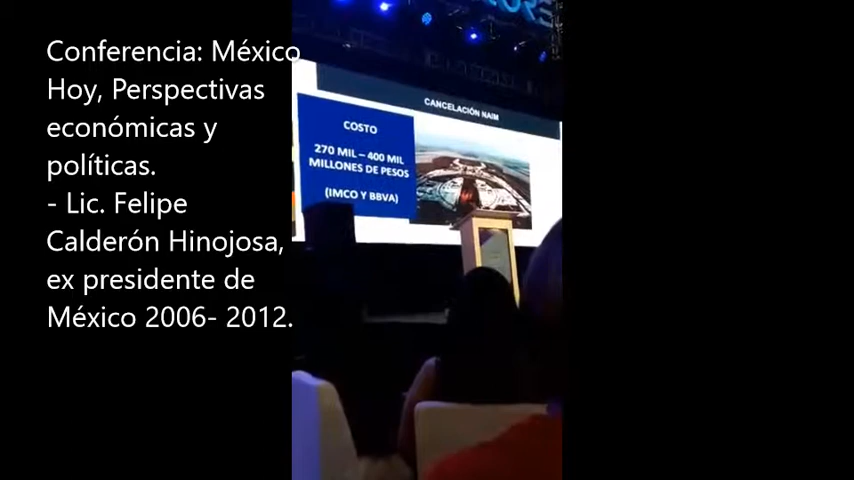 Conferencia: México
Hoy, Perspectivas
económicas y
políticas.
- Lic. Felipe
Calderón Hinojosa,
ex presidente de
México 2006- 2012.
CANCELACIÓN NAIM
COSTO
270 MIL – 400 MIL
MILLONES DE PESOS
(IMCO Y BBVA)